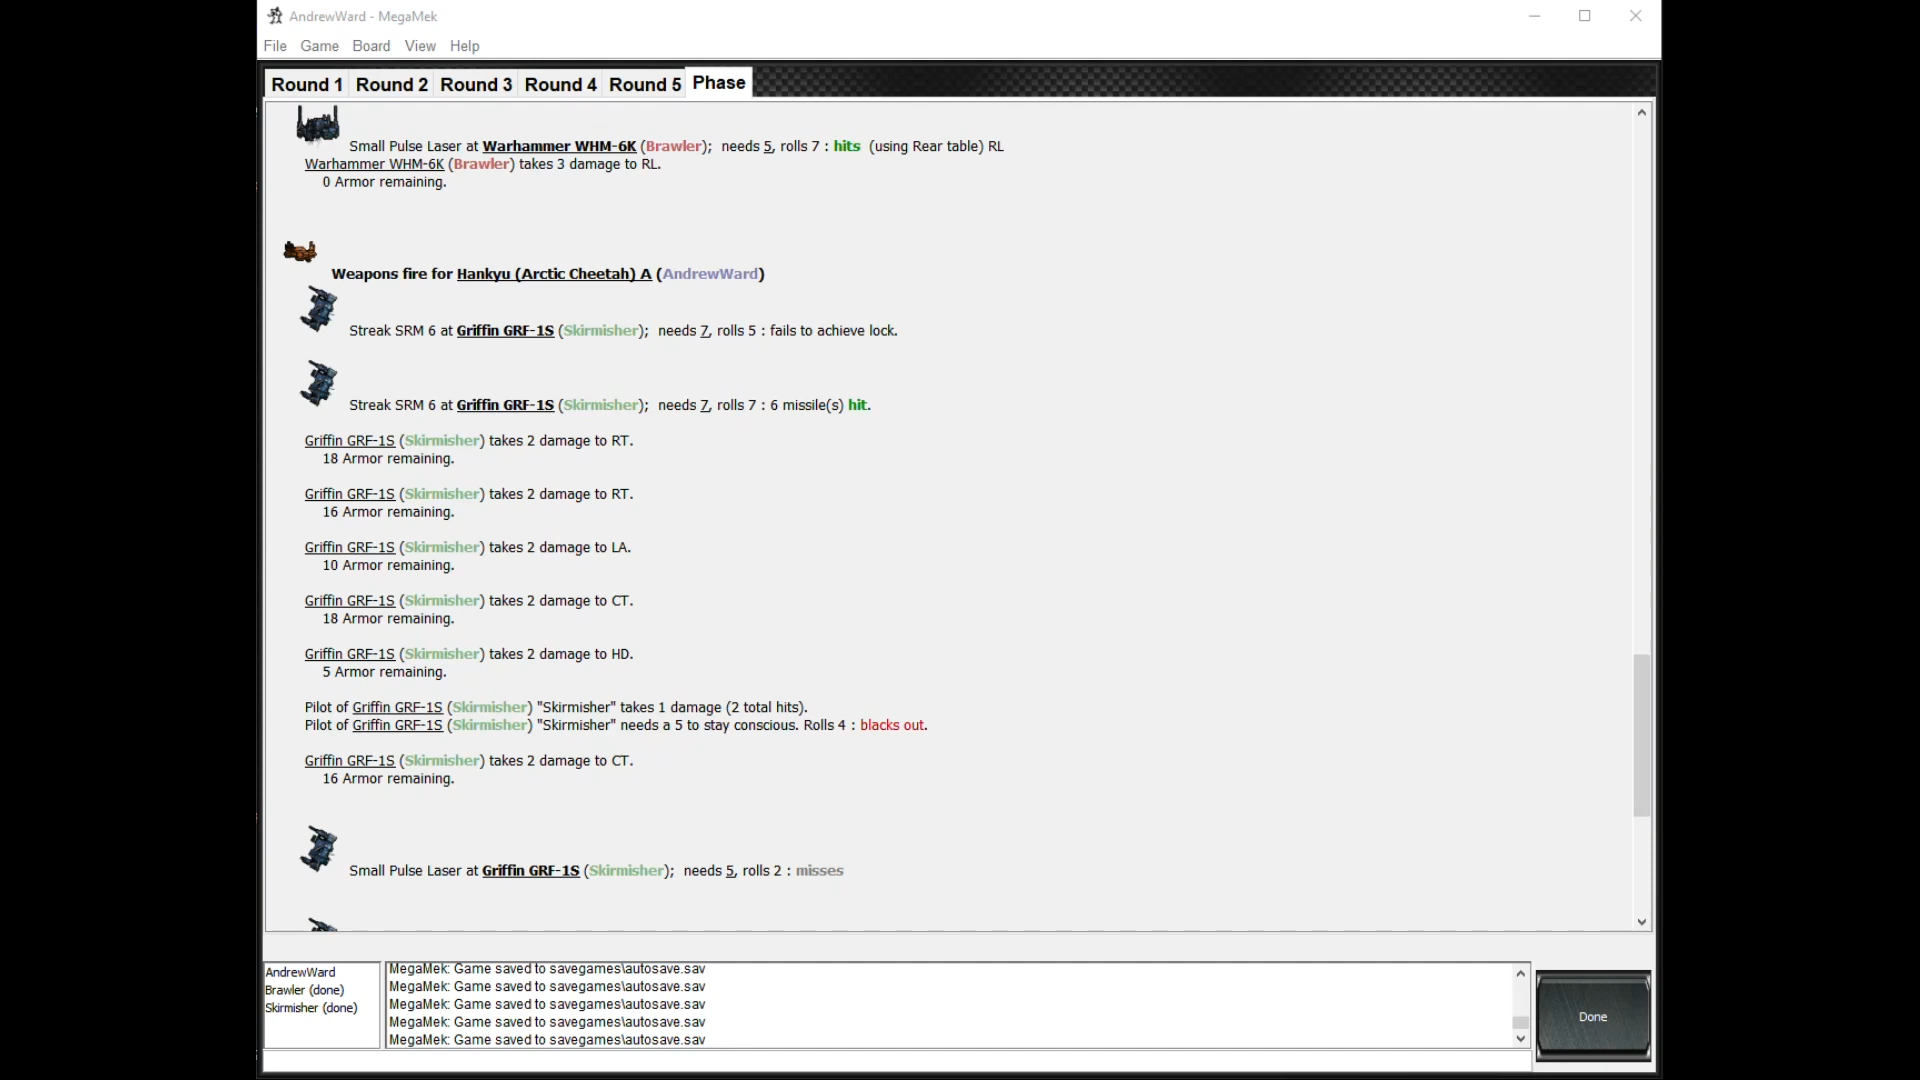 AndrewWard - MegaMek
File Game Board View Help
Round 1 Round 2 Round 3 Round 4 Round 5 Phase
Small Pulse Laser at Warhammer WHM-6K (Brawler); needs 5, rolls 7 : hits (using Rear table) RL
Warhammer WHM-6K (Brawler) takes 3 damage to RL.
0 Armor remaining.
Weapons fire for Hankyu (Arctic Cheetah) A (AndrewWard)
Streak SRM 6 at Griffin GRF-1S (Skirmisher); needs 7, rolls 5 : fails to achieve lock.
Streak SRM 6 at Griffin GRF-1S (Skirmisher); needs 7, rolls 7 : 6 missile(s) hit.
Griffin GRF-1S (Skirmisher) takes 2 damage to RT.
18 Armor remaining.
Griffin GRF-1S (Skirmisher) takes 2 damage to RT.
16 Armor remaining.
Griffin GRF-1S (Skirmisher) takes 2 damage to LA.
10 Armor remaining.
Griffin GRF-1S (Skirmisher) takes 2 damage to CT.
18 Armor remaining.
Griffin GRF-1S (Skirmisher) takes 2 damage to HD.
5 Armor remaining.
Pilot of Griffin GRF-1S (Skirmisher) "Skirmisher" takes 1 damage (2 total hits).
Pilot of Griffin GRF-1S (Skirmisher) "Skirmisher" needs a 5 to stay conscious. Rolls 4 : blacks out.
Griffin GRF-1S (Skirmisher) takes 2 damage to CT.
16 Armor remaining.
Small Pulse Laser at Griffin GRF-1S (Skirmisher); needs 5, rolls 2 : misses
AndrewWard
Brawler (done)
Skirmisher (done)
MegaMek: Game saved to savegames\autosave.sav
MegaMek: Game saved to savegames\autosave.sav
MegaMek: Game saved to savegames\autosave.sav
MegaMek: Game saved to savegames\autosave.sav
MegaMek: Game saved to savegames\autosave.sav
Done